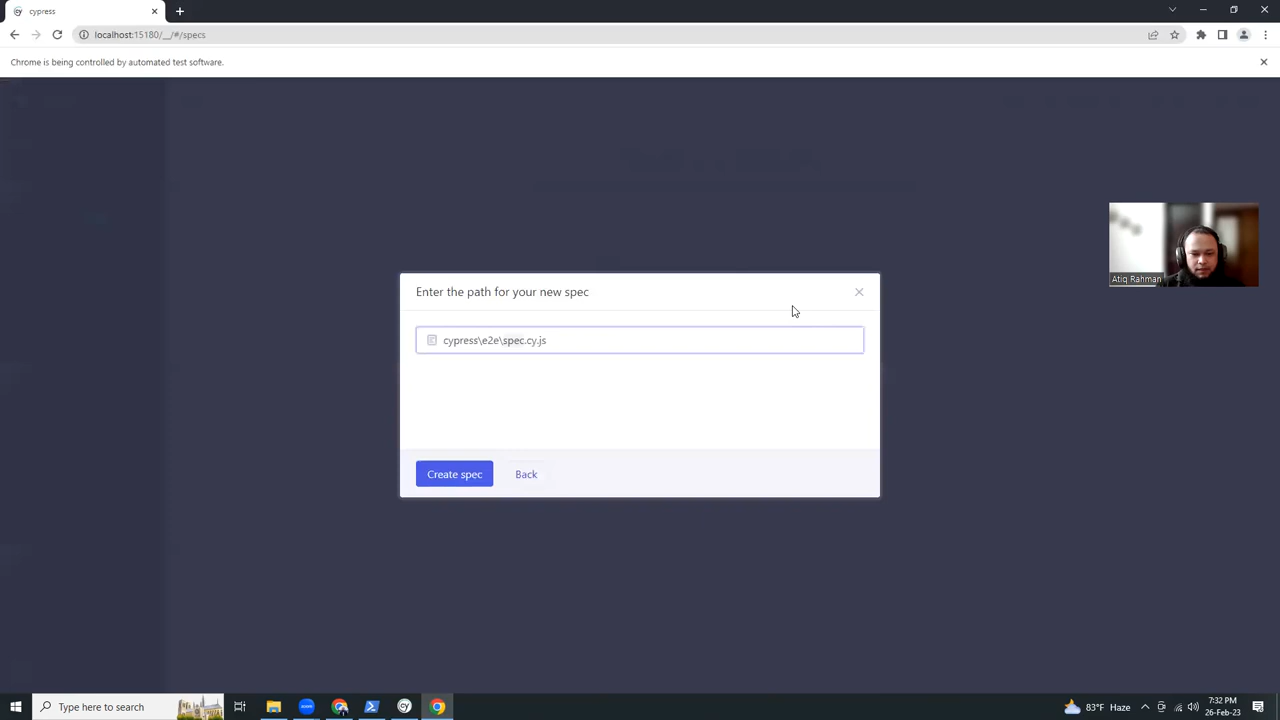 cypress
localhost:15180/__/#/specs
Chrome is being controlled by automated test software.
Atiq Rahman
Enter the path for your new spec
cypress\e2e\spec.cy.js
Create spec
Back
Type here to search
zoom
83°F Haze
7:32 PM
26-Feb-23